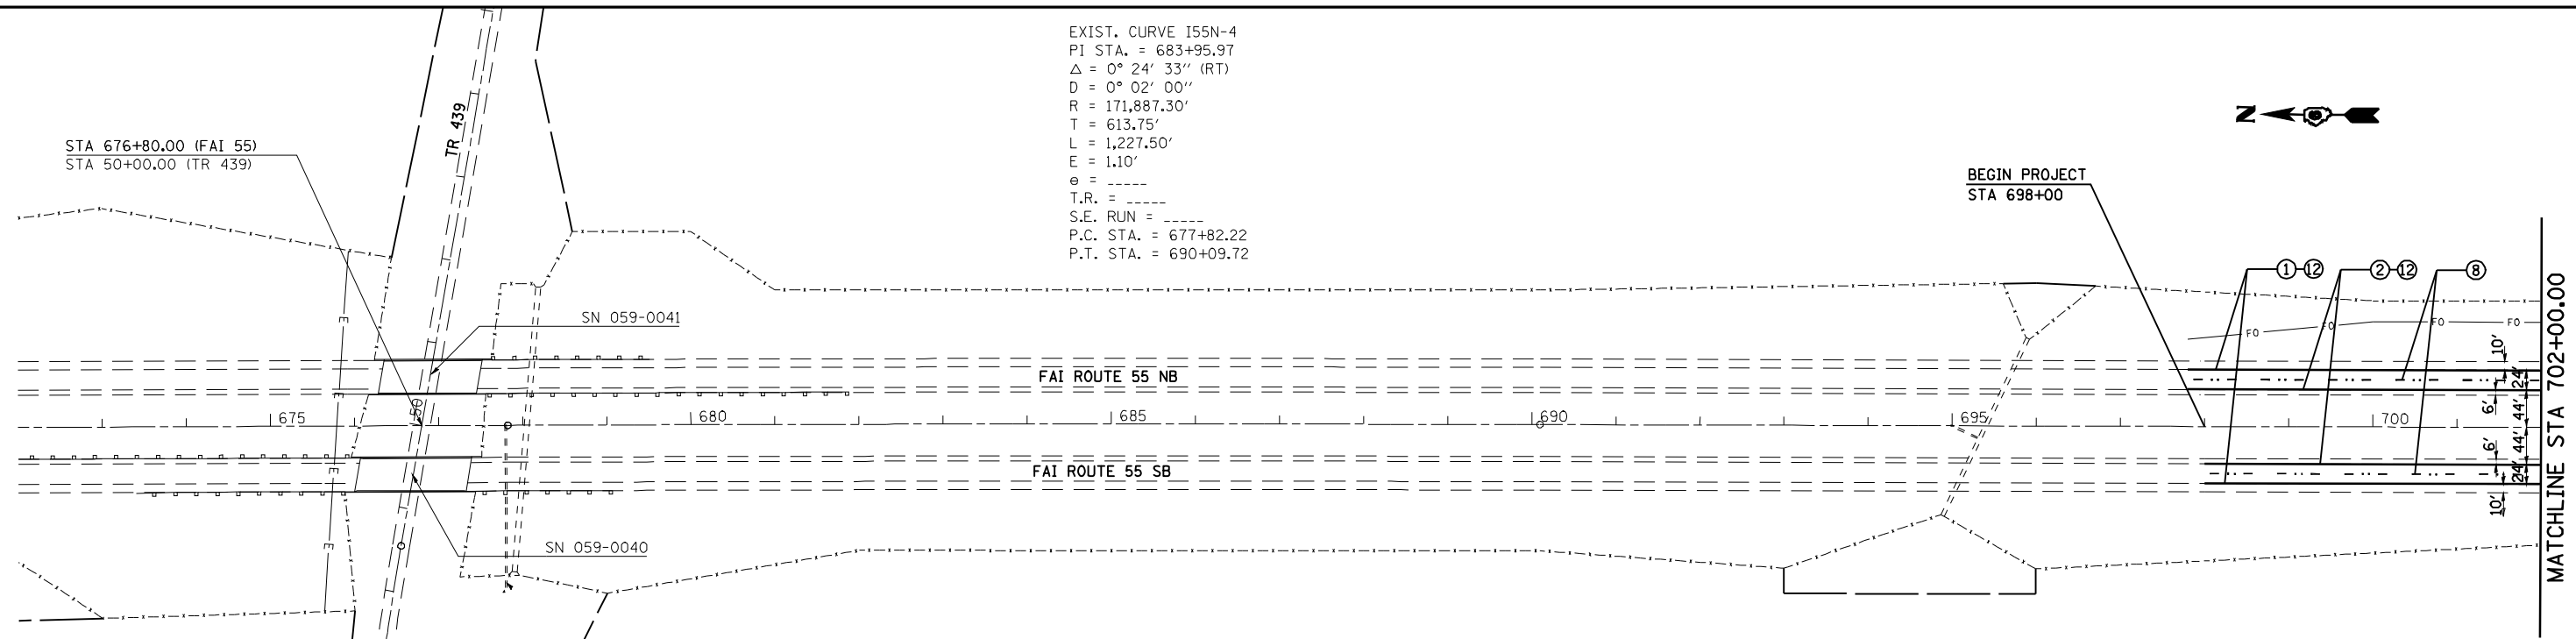 EXIST. CURVE I55N-4
PI STA. = 683+95.97
△ = 0° 24' 33'' (RT)
D = 0° 02' 00''
R = 171,887.30'
T = 613.75'
L = 1,227.50'
E = 1.10'
e = _____
T.R. = _____
S.E. RUN = _____
P.C. STA. = 677+82.22
P.T. STA. = 690+09.72
STA 676+80.00 (FAI 55)
STA 50+00.00 (TR 439)
TR 439
N
BEGIN PROJECT
STA 698+00
1 12
2 12
8
SN 059-0041
FO FO FO FO
E
E
E
E
10'
24'
6'
44'
44'
6'
24'
10'
FAI ROUTE 55 NB
675 50 680 685 690 695 700
FAI ROUTE 55 SB
SN 059-0040
MATCHLINE STA 702+00.00